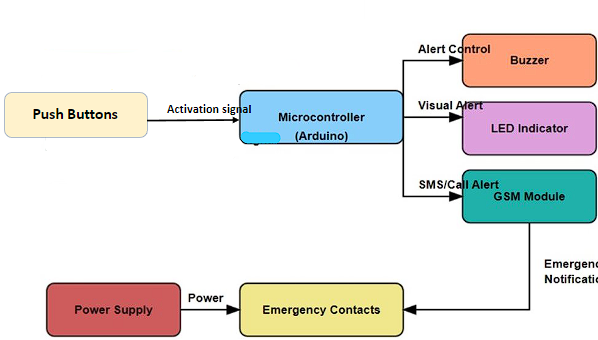 Alert Control
Buzzer
Push Buttons
Activation signal
Microcontroller
(Arduino)
Visual Alert
LED Indicator
SMS/Call Alert
GSM Module
Power Supply
Power
Emergency Contacts